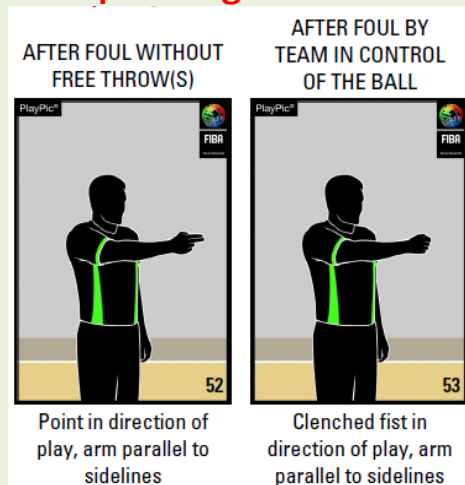 AFTER FOUL WITHOUT
FREE THROW(S)
PlayPic®
FIBA
52
Point in direction of
play, arm parallel to
sidelines
AFTER FOUL BY
TEAM IN CONTROL
OF THE BALL
PlayPic®
FIBA
53
Clenched fist in
direction of play, arm
parallel to sidelines